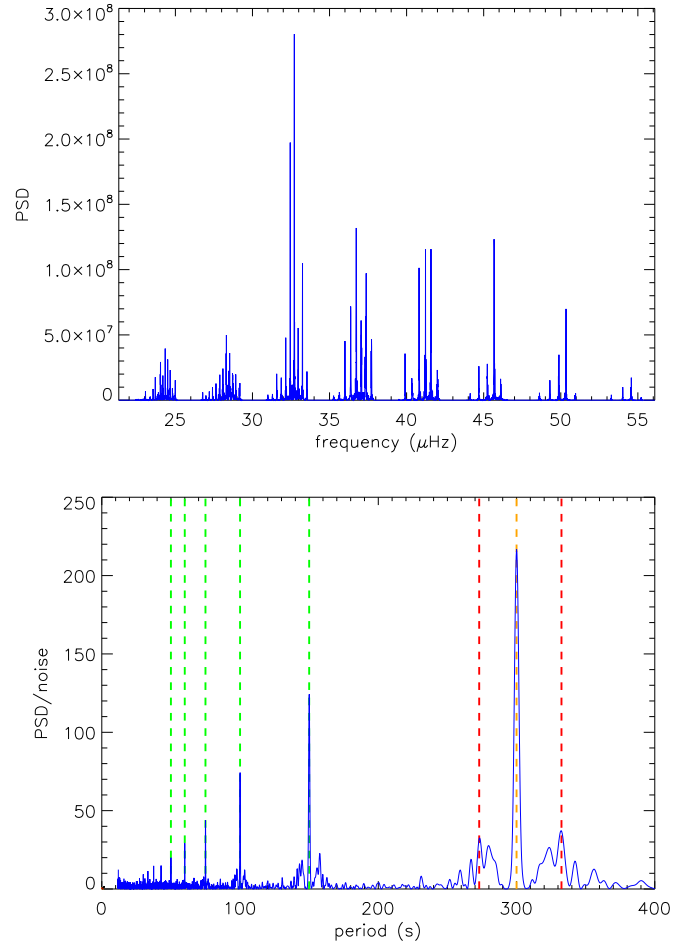 3.0×10⁸
2.5×10⁸
2.0×10⁸
1.5×10⁸
1.0×10⁸
5.0×10⁷
0
PSD
25 30 35 40 45 50 55
frequency (μHz)
250
200
150
100
50
0
PSD/noise
0 100 200 300 400
period (s)